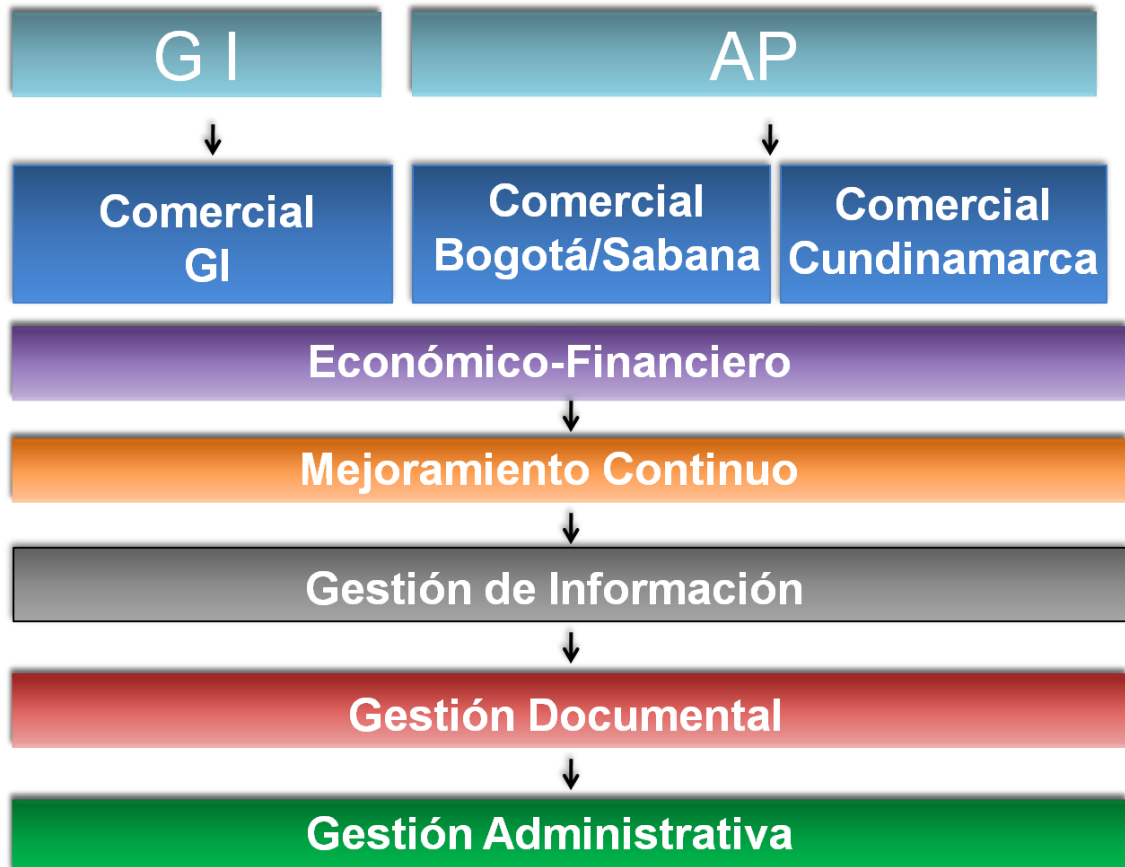 G I
AP
Comercial
GI
Comercial
Bogotá/Sabana
Comercial
Cundinamarca
Económico-Financiero
Mejoramiento Continuo
Gestión de Información
Gestión Documental
Gestión Administrativa